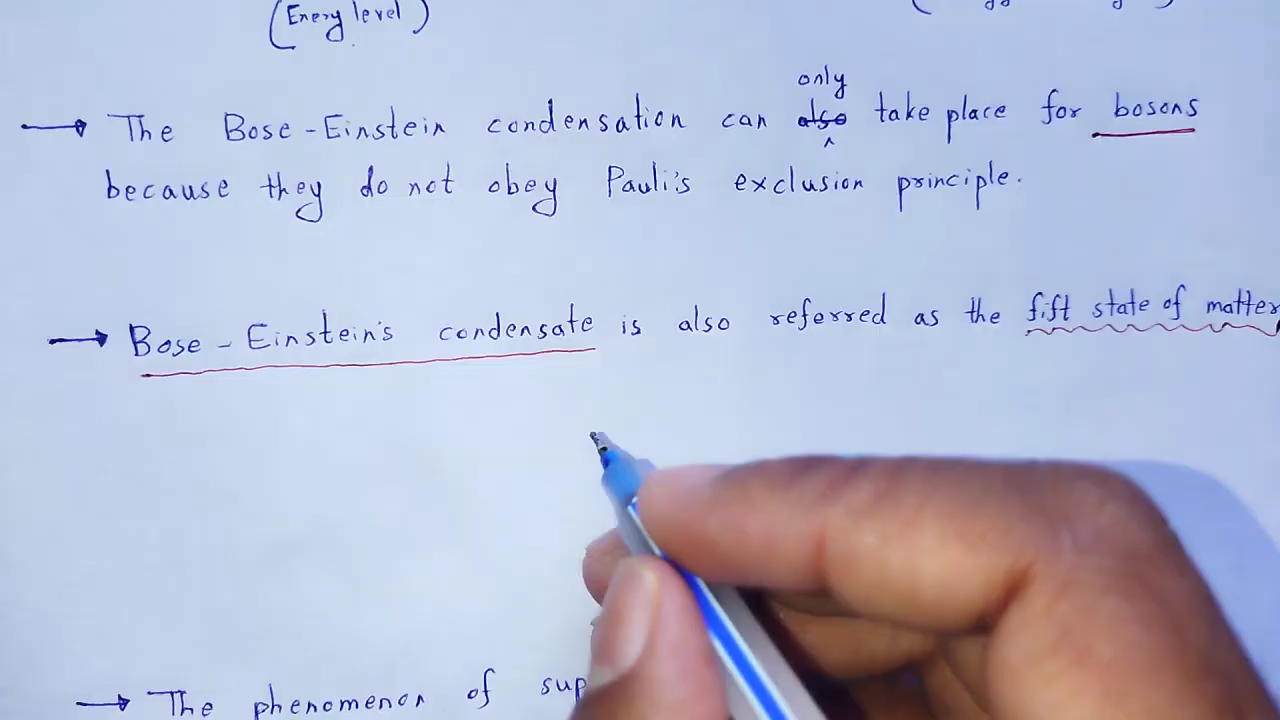 (Enery level)
only
The Bose-Einstein condensation can also take place for bosons
because they do not obey Pauli's exclusion principle.
Bose-Einstein's condensate is also referred as the fift state of matter
The phenomenon of sup